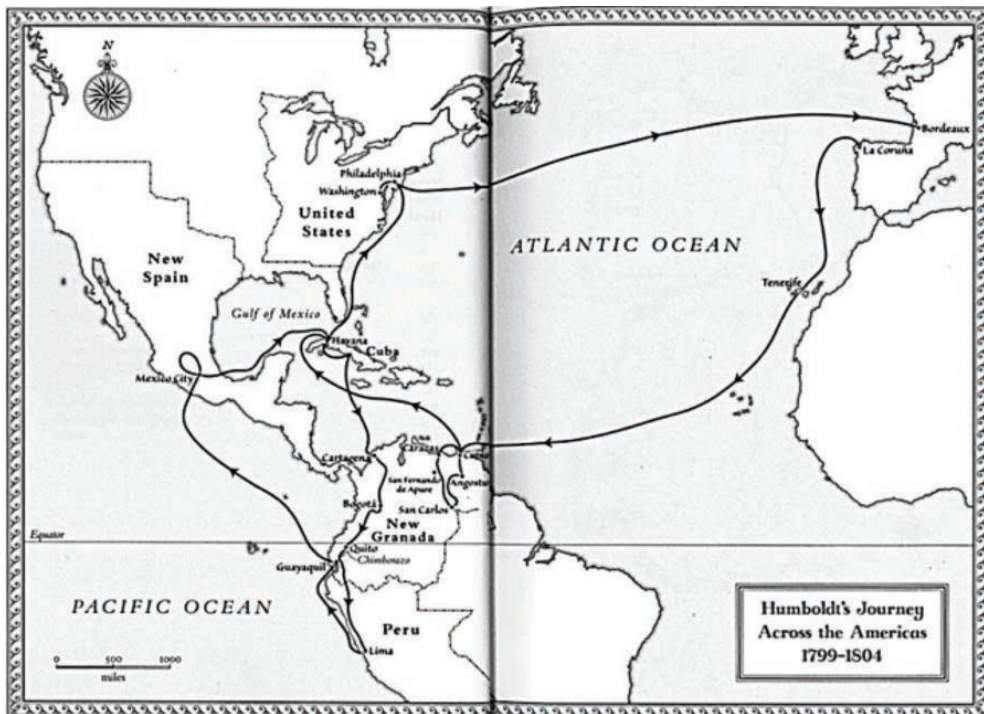 N
Bordeaux
La Coruña
Philadelphia
Washington
United
States
ATLANTIC OCEAN
New
Spain
Tenerife
Gulf of Mexico
Havana
Cuba
Mexico City
Caracas
Cartagena
Angostura
San Fernando
de Apure
San Carlos
Bogotá
New
Granada
Equator
Quito
Chimborazo
Guayaquil
PACIFIC OCEAN
Peru
Lima
0 500 1000
miles
Humboldt's Journey
Across the Americas
1799–1804